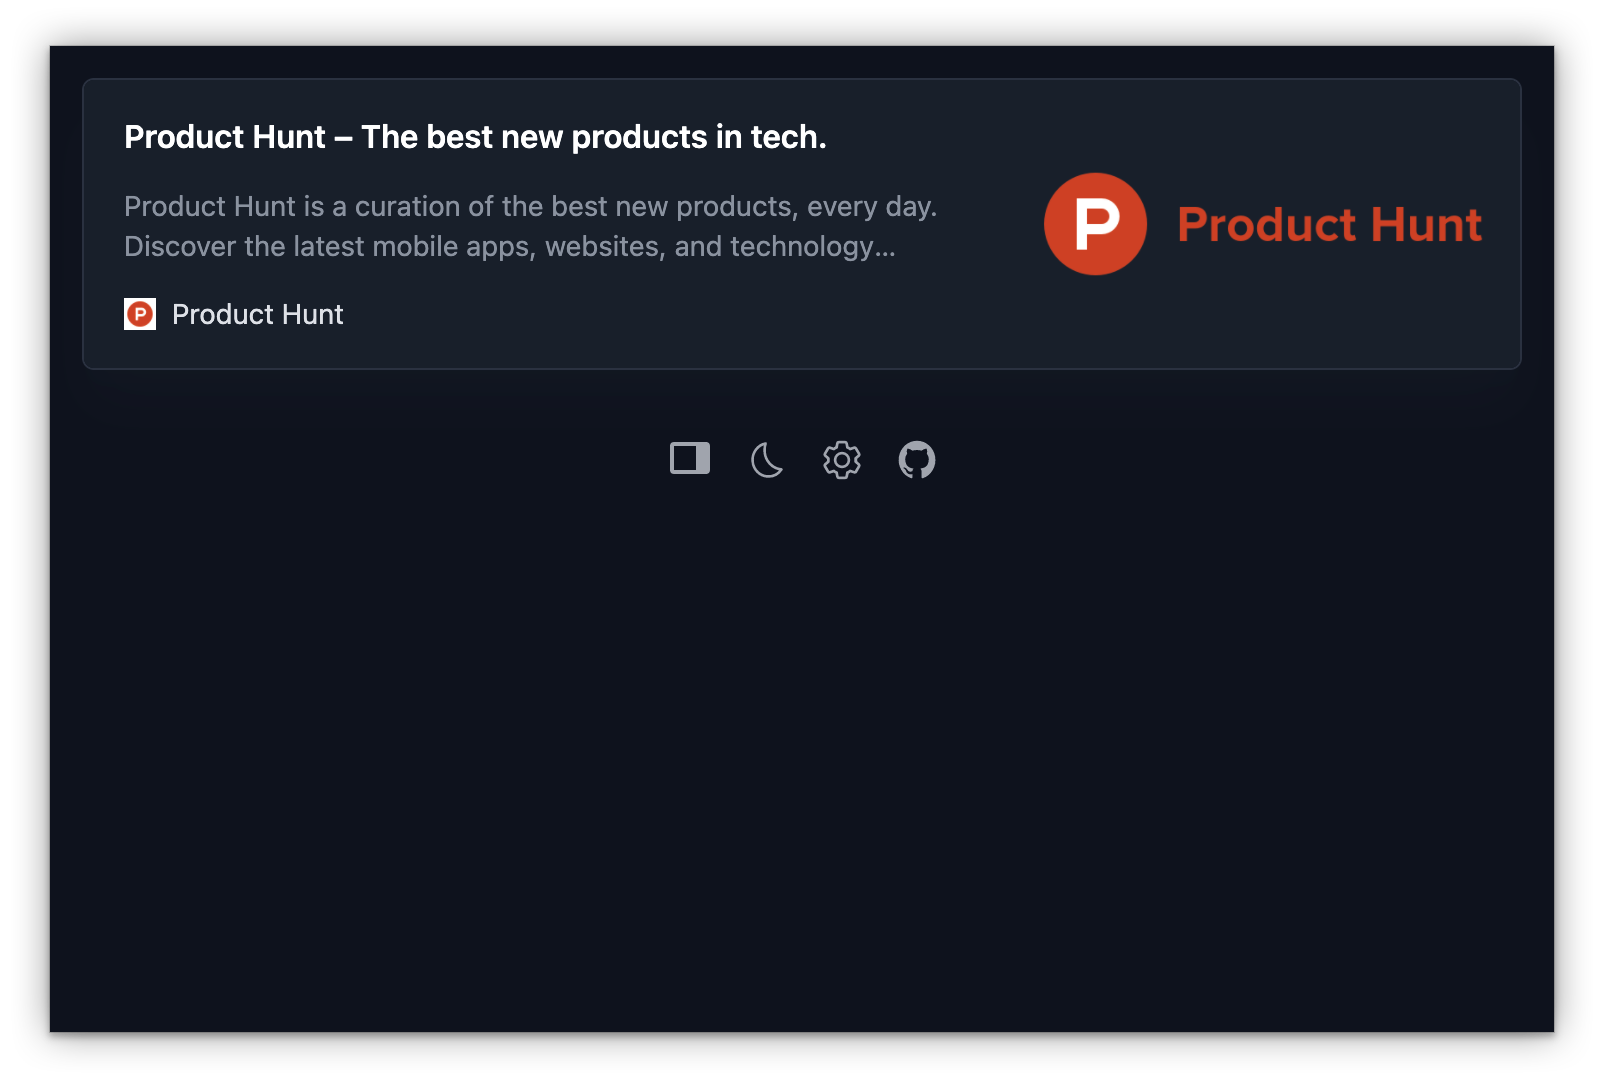 Product Hunt – The best new products in tech.
Product Hunt is a curation of the best new products, every day.
Discover the latest mobile apps, websites, and technology...
P Product Hunt
P Product Hunt